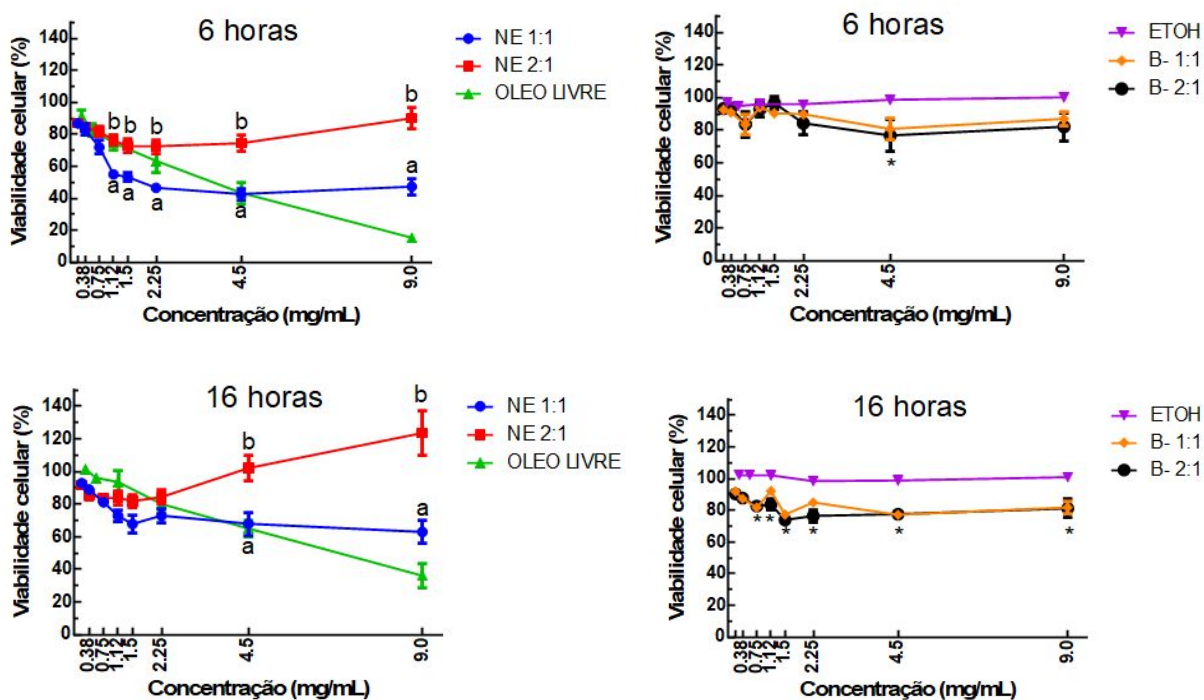 6 horas
Viabilidade celular (%)
140
120
100
80
60
40
20
0
b b b b b
a a a a a
0.38 0.75 1.12 1.5 2.25 4.5 9.0
Concentração (mg/mL)
NE 1:1
NE 2:1
OLEO LIVRE
6 horas
Viabilidade celular (%)
140
120
100
80
60
40
20
0
*
0.38 0.75 1.12 1.5 2.25 4.5 9.0
Concentração (mg/mL)
ETOH
B- 1:1
B- 2:1
16 horas
Viabilidade celular (%)
140
120
100
80
60
40
20
0
b b
a a
0.38 0.75 1.12 1.5 2.25 4.5 9.0
Concentração (mg/mL)
NE 1:1
NE 2:1
OLEO LIVRE
16 horas
Viabilidade celular (%)
140
120
100
80
60
40
20
0
* * * * * *
0.38 0.75 1.12 1.5 2.25 4.5 9.0
Concentração (mg/mL)
ETOH
B- 1:1
B- 2:1